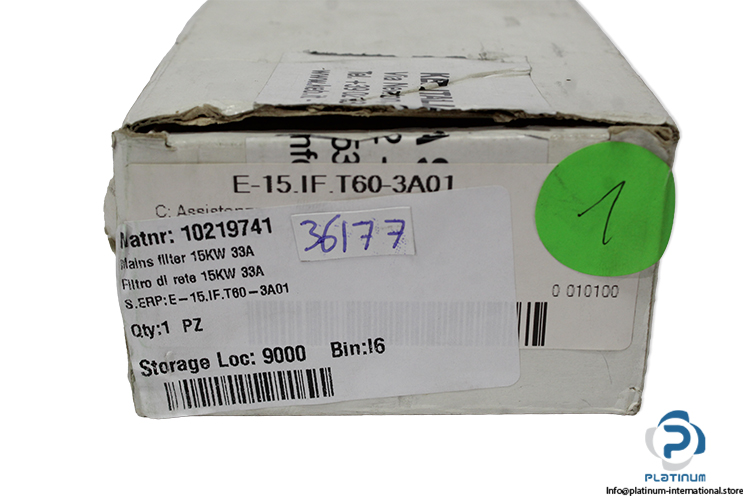 E-15.IF.T60-3A01
C: Assistenz
1
Matnr: 10219741
36177
Mains filter 15KW 33A
Filtro di rete 15KW 33A
S.ERP:E-15.IF.T60-3A01
0 010100
Qty:1 PZ
Storage Loc: 9000 Bin:I6
PLATINUM
Info@platinum-international.store